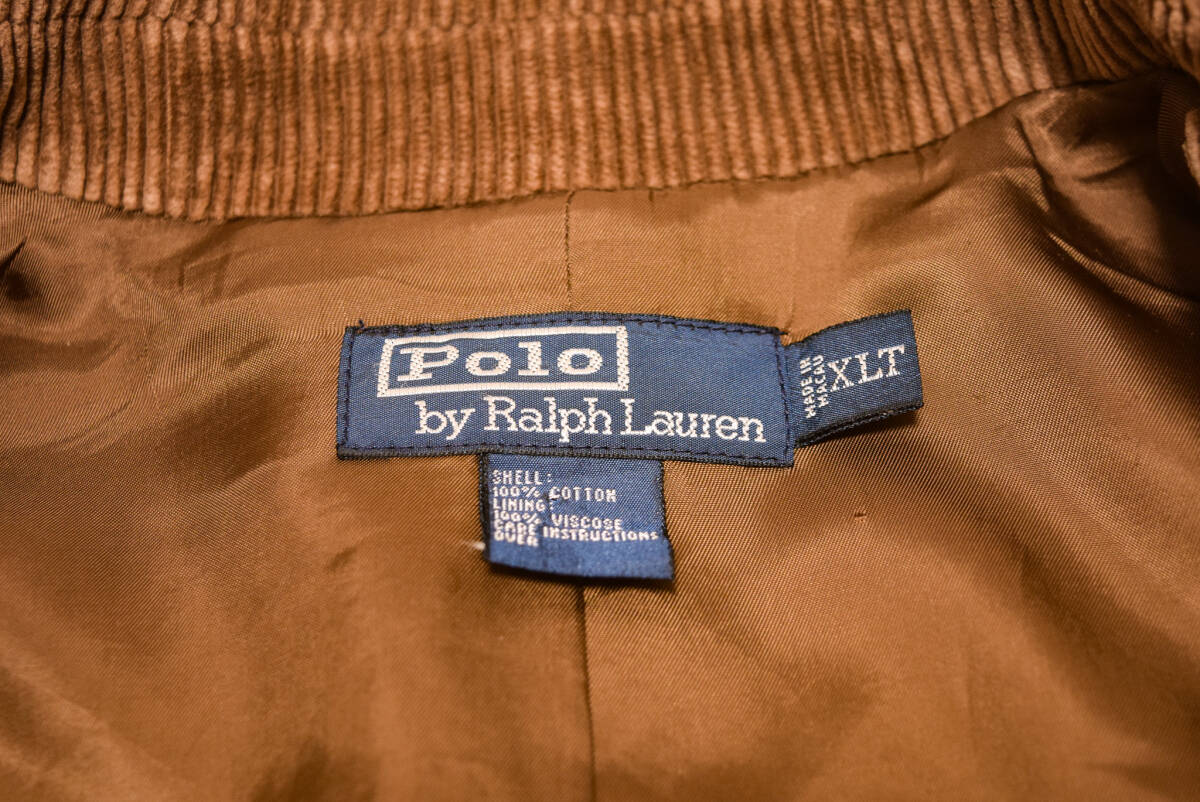 Polo
by Ralph Lauren
MADE IN
MACAU
XLT
SHELL:
100% COTTON
LINING:
100% VISCOSE
CARE INSTRUCTIONS
OVER